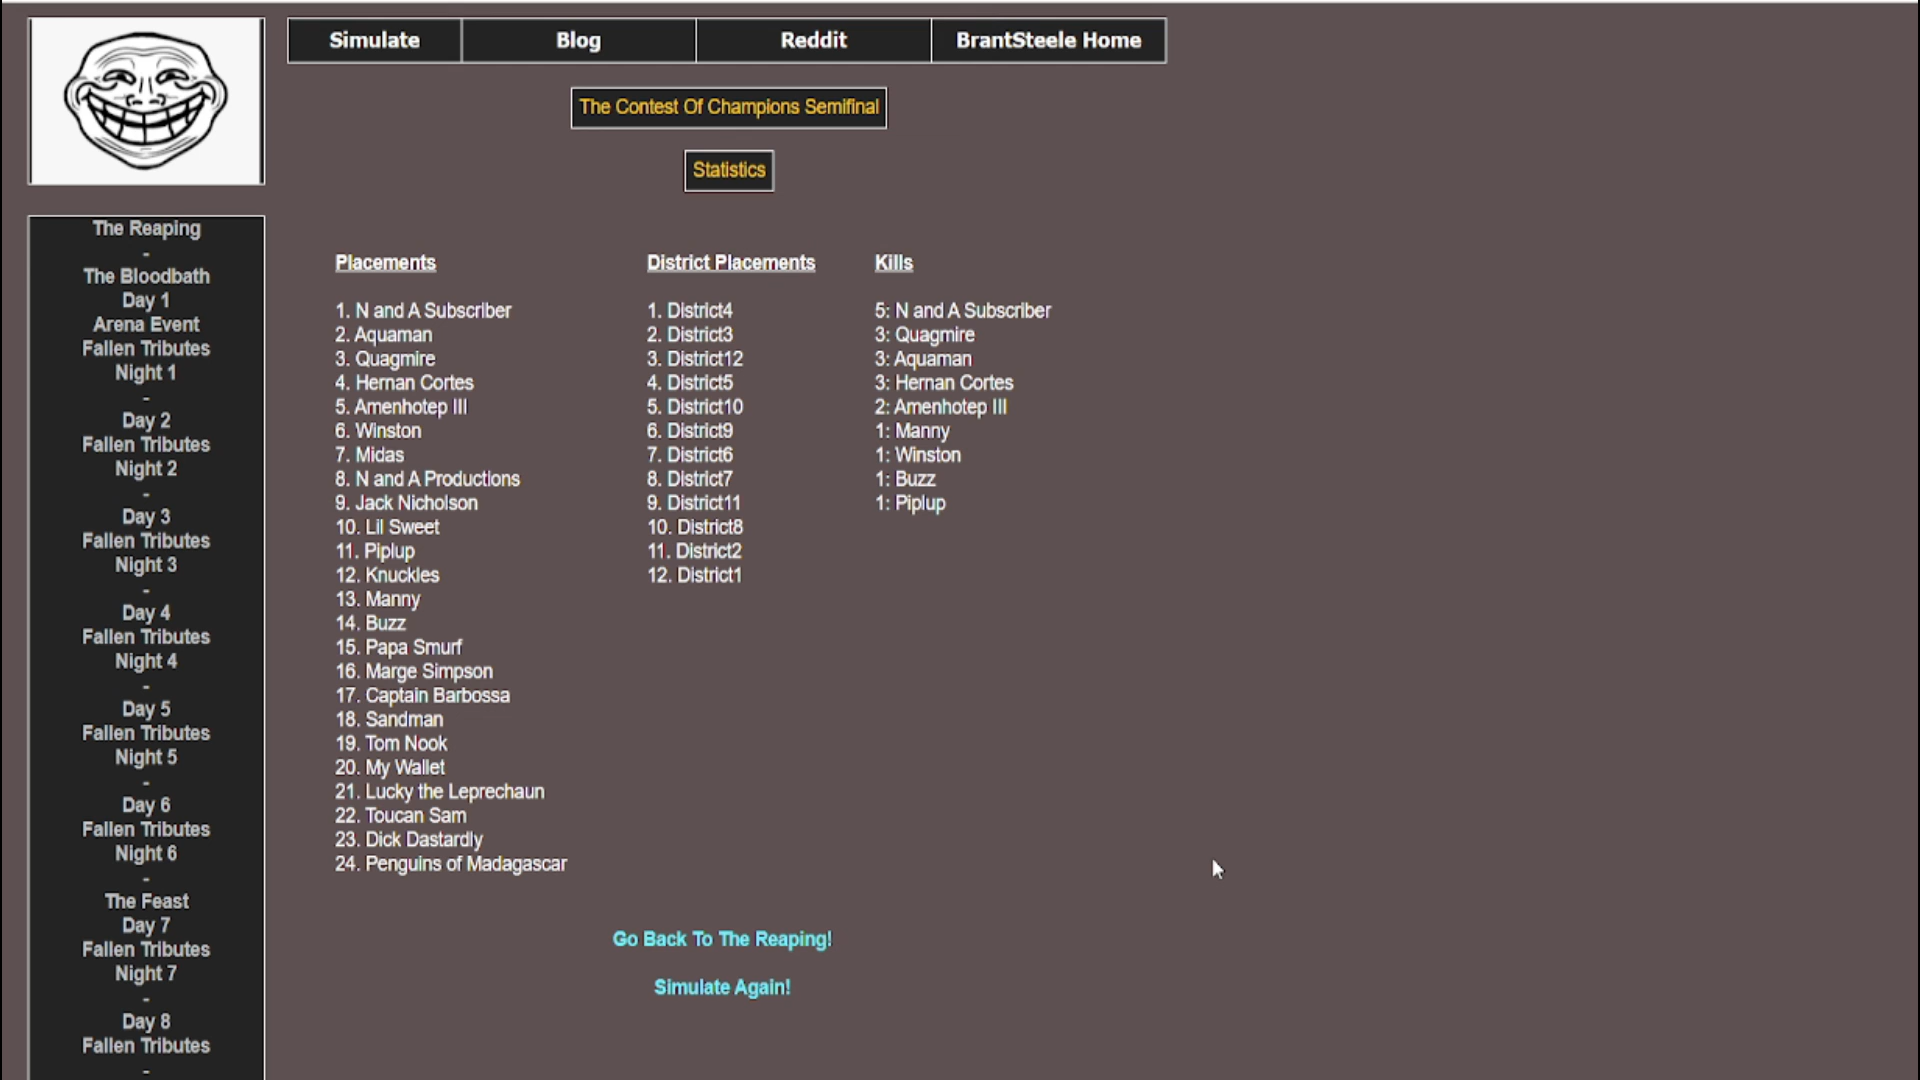 Simulate
Blog
Reddit
BrantSteele Home
The Contest Of Champions Semifinal
Statistics
The Reaping
-
The Bloodbath
Day 1
Arena Event
Fallen Tributes
Night 1
-
Day 2
Fallen Tributes
Night 2
-
Day 3
Fallen Tributes
Night 3
-
Day 4
Fallen Tributes
Night 4
-
Day 5
Fallen Tributes
Night 5
-
Day 6
Fallen Tributes
Night 6
-
The Feast
Day 7
Fallen Tributes
Night 7
-
Day 8
Fallen Tributes
-
Placements
1. N and A Subscriber
2. Aquaman
3. Quagmire
4. Hernan Cortes
5. Amenhotep III
6. Winston
7. Midas
8. N and A Productions
9. Jack Nicholson
10. Lil Sweet
11. Piplup
12. Knuckles
13. Manny
14. Buzz
15. Papa Smurf
16. Marge Simpson
17. Captain Barbossa
18. Sandman
19. Tom Nook
20. My Wallet
21. Lucky the Leprechaun
22. Toucan Sam
23. Dick Dastardly
24. Penguins of Madagascar
District Placements
1. District4
2. District3
3. District12
4. District5
5. District10
6. District9
7. District6
8. District7
9. District11
10. District8
11. District2
12. District1
Kills
5: N and A Subscriber
3: Quagmire
3: Aquaman
3: Hernan Cortes
2: Amenhotep III
1: Manny
1: Winston
1: Buzz
1: Piplup
Go Back To The Reaping!
Simulate Again!